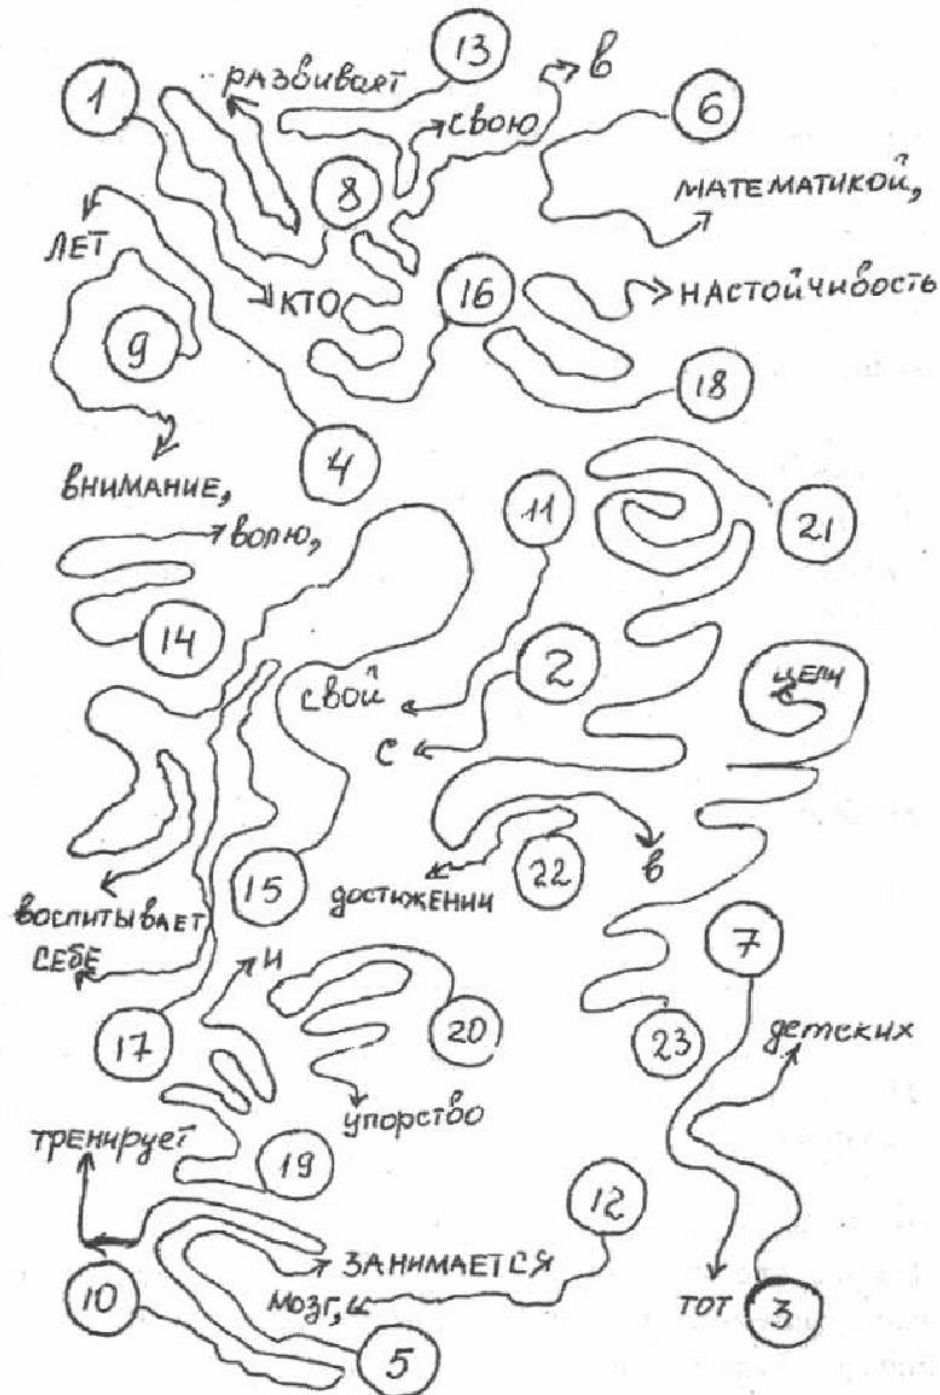 13
развивает
в
1
6
свою
8
МАТЕМАТИКОЙ,
ЛЕТ
КТО
16
НАСТОЙЧИВОСТЬ
9
18
4
ВНИМАНИЕ,
11
волю,
21
14
2
свой
цели
с
в
15
22
достижении
воспитывает
себе
7
и
17
20
23
детских
упорство
тренирует
19
12
ЗАНИМАЕТСЯ
10
мозг,
тот
3
5